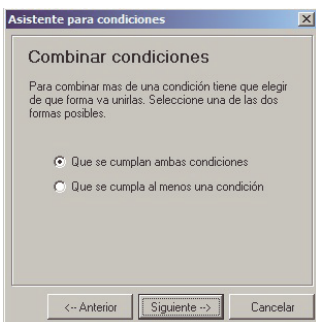 Asistente para condiciones
Combinar condiciones
Para combinar mas de una condición tiene que elegir
de que forma va unirlas. Seleccione una de las dos
formas posibles.
Que se cumplan ambas condiciones
Que se cumpla al menos una condición
<-- Anterior
Siguiente -->
Cancelar